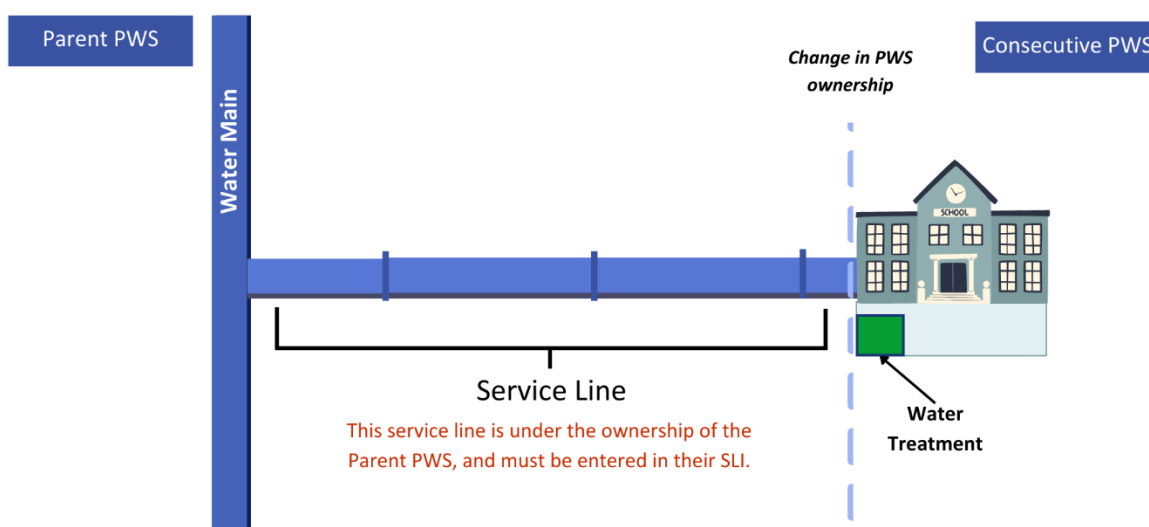 Parent PWS
Consecutive PWS
Change in PWS
ownership
Water Main
SCHOOL
Service Line
This service line is under the ownership of the
Parent PWS, and must be entered in their SLI.
Water
Treatment